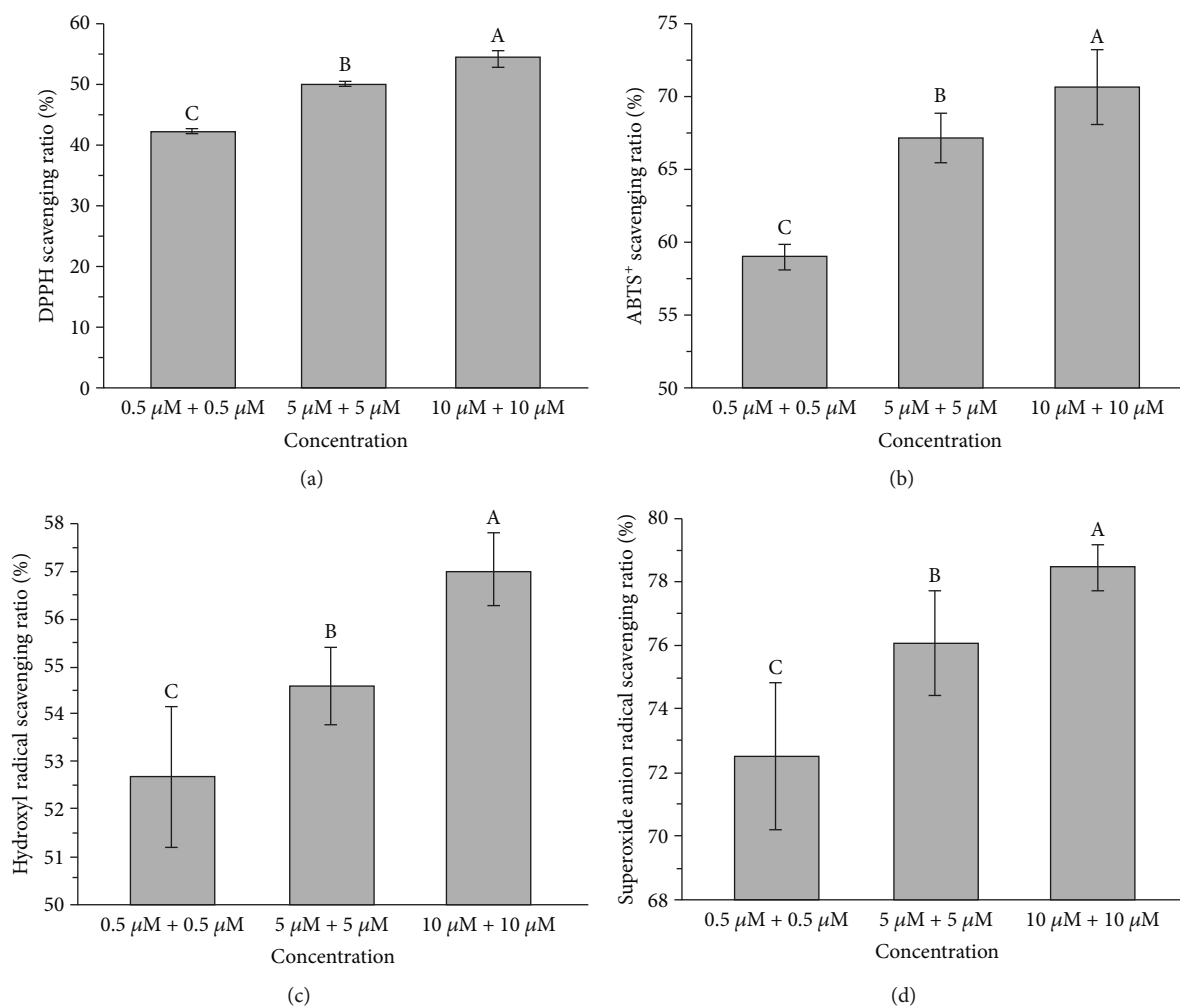 DPPH scavenging ratio (%)
60
50
40
30
20
10
0
C
B
A
0.5 μM + 0.5 μM
5 μM + 5 μM
10 μM + 10 μM
Concentration
(a)
ABTS⁺ scavenging ratio (%)
75
70
65
60
55
50
C
B
A
0.5 μM + 0.5 μM
5 μM + 5 μM
10 μM + 10 μM
Concentration
(b)
Hydroxyl radical scavenging ratio (%)
58
57
56
55
54
53
52
51
50
C
B
A
0.5 μM + 0.5 μM
5 μM + 5 μM
10 μM + 10 μM
Concentration
(c)
Superoxide anion radical scavenging ratio (%)
80
78
76
74
72
70
68
C
B
A
0.5 μM + 0.5 μM
5 μM + 5 μM
10 μM + 10 μM
Concentration
(d)